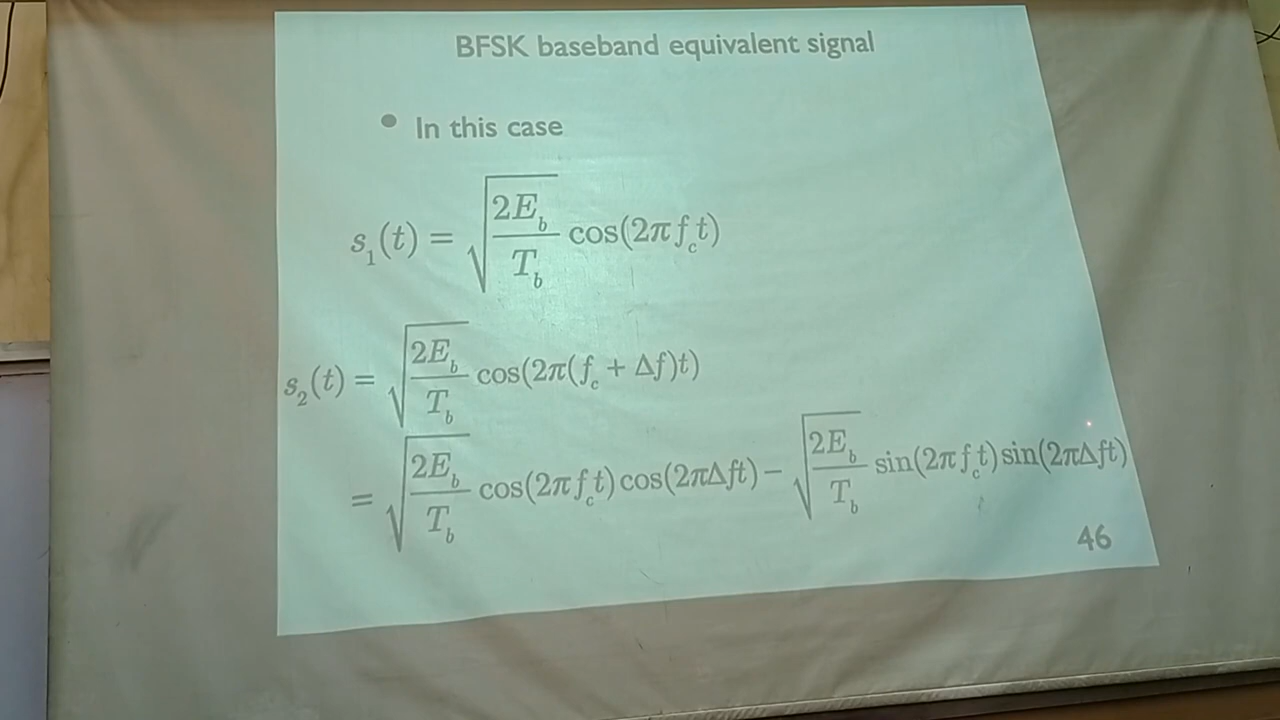 BFSK baseband equivalent signal
• In this case
s₁(t) = √(2E_b/T_b) cos(2πf_c t)
s₂(t) = √(2E_b/T_b) cos(2π(f_c + Δf)t)
= √(2E_b/T_b) cos(2πf_c t) cos(2πΔft) − √(2E_b/T_b) sin(2πf_c t) sin(2πΔft)
46